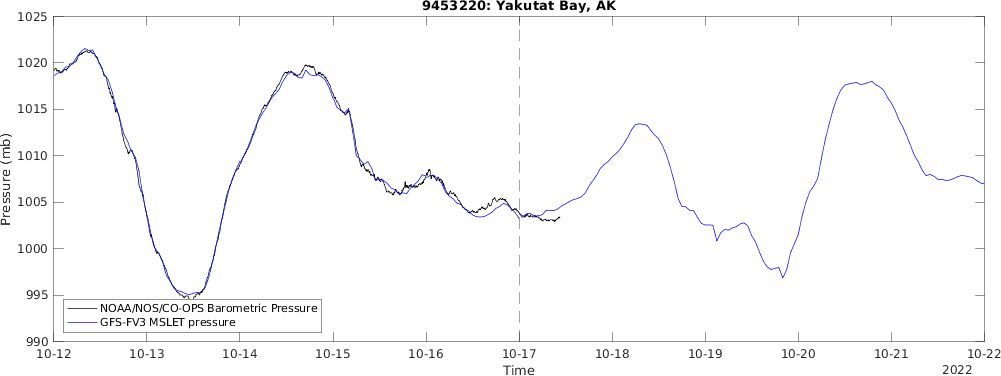 9453220: Yakutat Bay, AK
1025
1020
1015
1010
1005
1000
995
990
Pressure (mb)
NOAA/NOS/CO-OPS Barometric Pressure
GFS-FV3 MSLET pressure
10-12 10-13 10-14 10-15 10-16 10-17 10-18 10-19 10-20 10-21 10-22
Time
2022